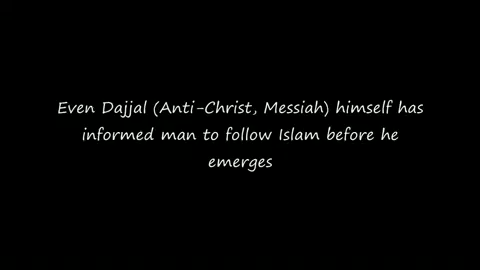 Even Dajjal (Anti-Christ, Messiah) himself has
informed man to follow Islam before he
emerges